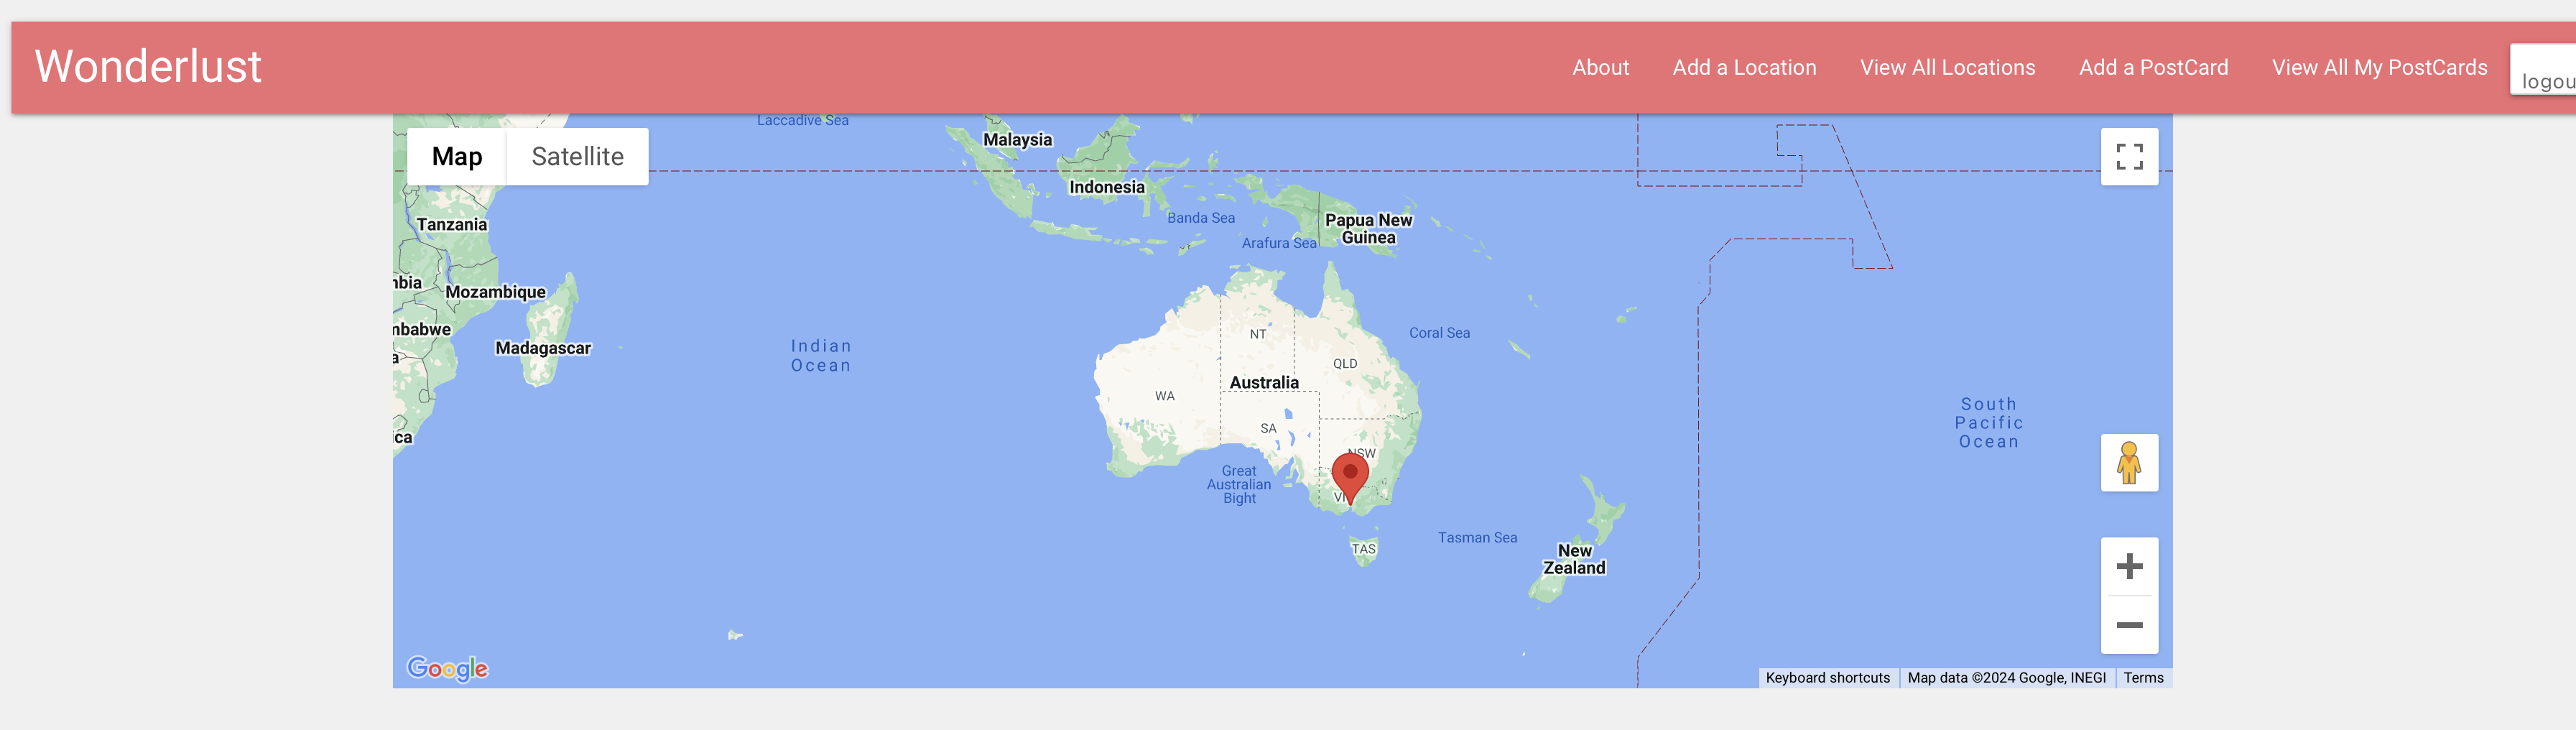 Wonderlust
About
Add a Location
View All Locations
Add a PostCard
View All My PostCards
logou
Map
Satellite
Laccadive Sea
Malaysia
Indonesia
Tanzania
Banda Sea
Papua New
Guinea
Arafura Sea
nbia
Mozambique
nbabwe
Madagascar
a
Indian
Ocean
NT
Coral Sea
QLD
Australia
WA
SA
South
Pacific
Ocean
ica
NSW
Great
Australian
Bight
VI
Tasman Sea
TAS
New
Zealand
Google
Keyboard shortcuts
Map data ©2024 Google, INEGI
Terms